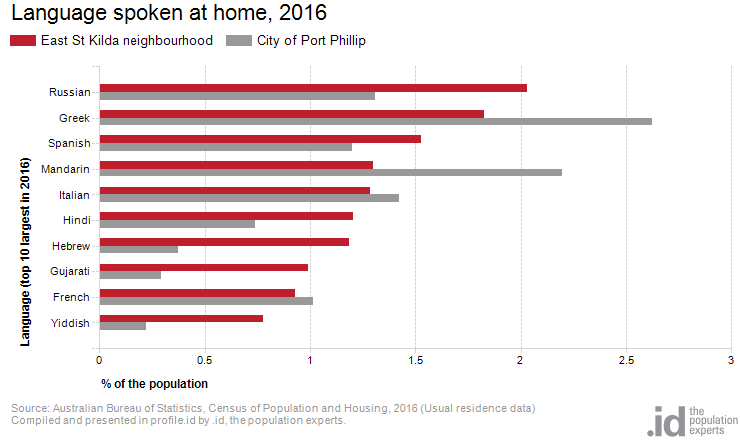 Language spoken at home, 2016
East St Kilda neighbourhood City of Port Phillip
Language (top 10 largest in 2016)
Russian
Greek
Spanish
Mandarin
Italian
Hindi
Hebrew
Gujarati
French
Yiddish
0 0.5 1 1.5 2 2.5 3
% of the population
Source: Australian Bureau of Statistics, Census of Population and Housing, 2016 (Usual residence data)
Compiled and presented in profile.id by .id, the population experts.
.id the
population
experts